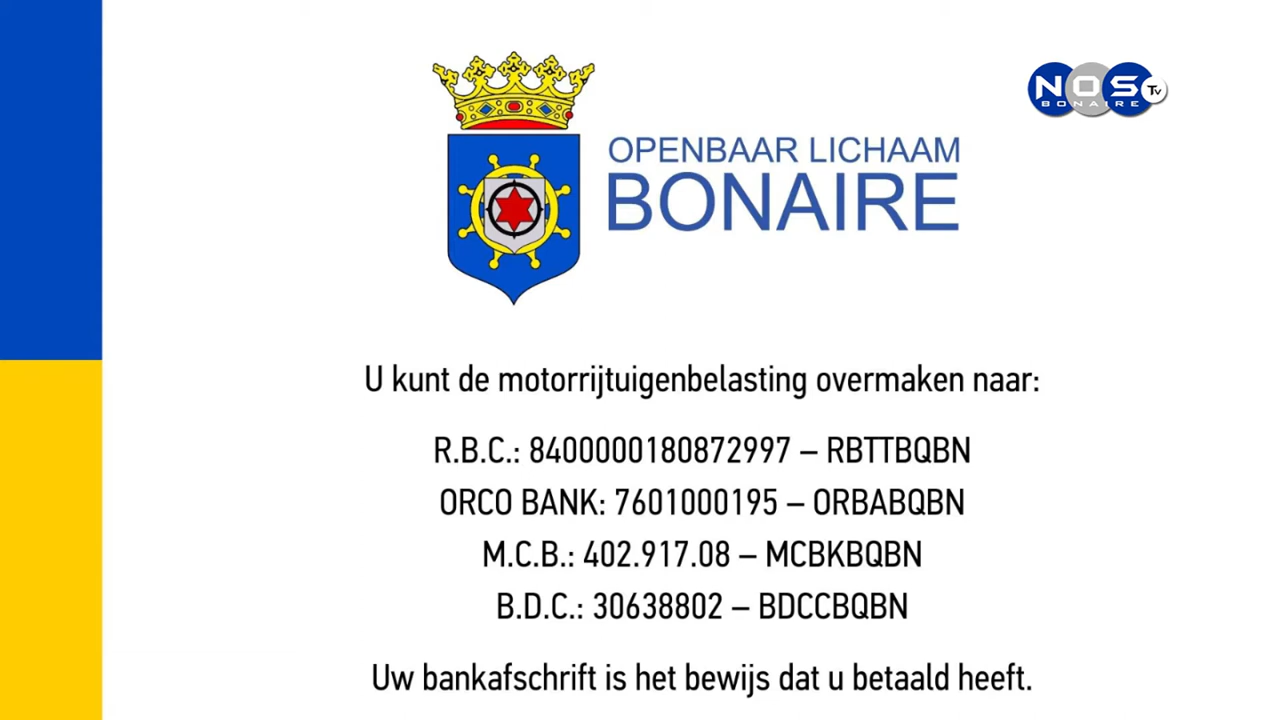 NOS TV
BONAIRE
OPENBAAR LICHAAM
BONAIRE
U kunt de motorrijtuigenbelasting overmaken naar:
R.B.C.: 8400000180872997 – RBTTBQBN
ORCO BANK: 7601000195 – ORBABQBN
M.C.B.: 402.917.08 – MCBKBQBN
B.D.C.: 30638802 – BDCCBQBN
Uw bankafschrift is het bewijs dat u betaald heeft.